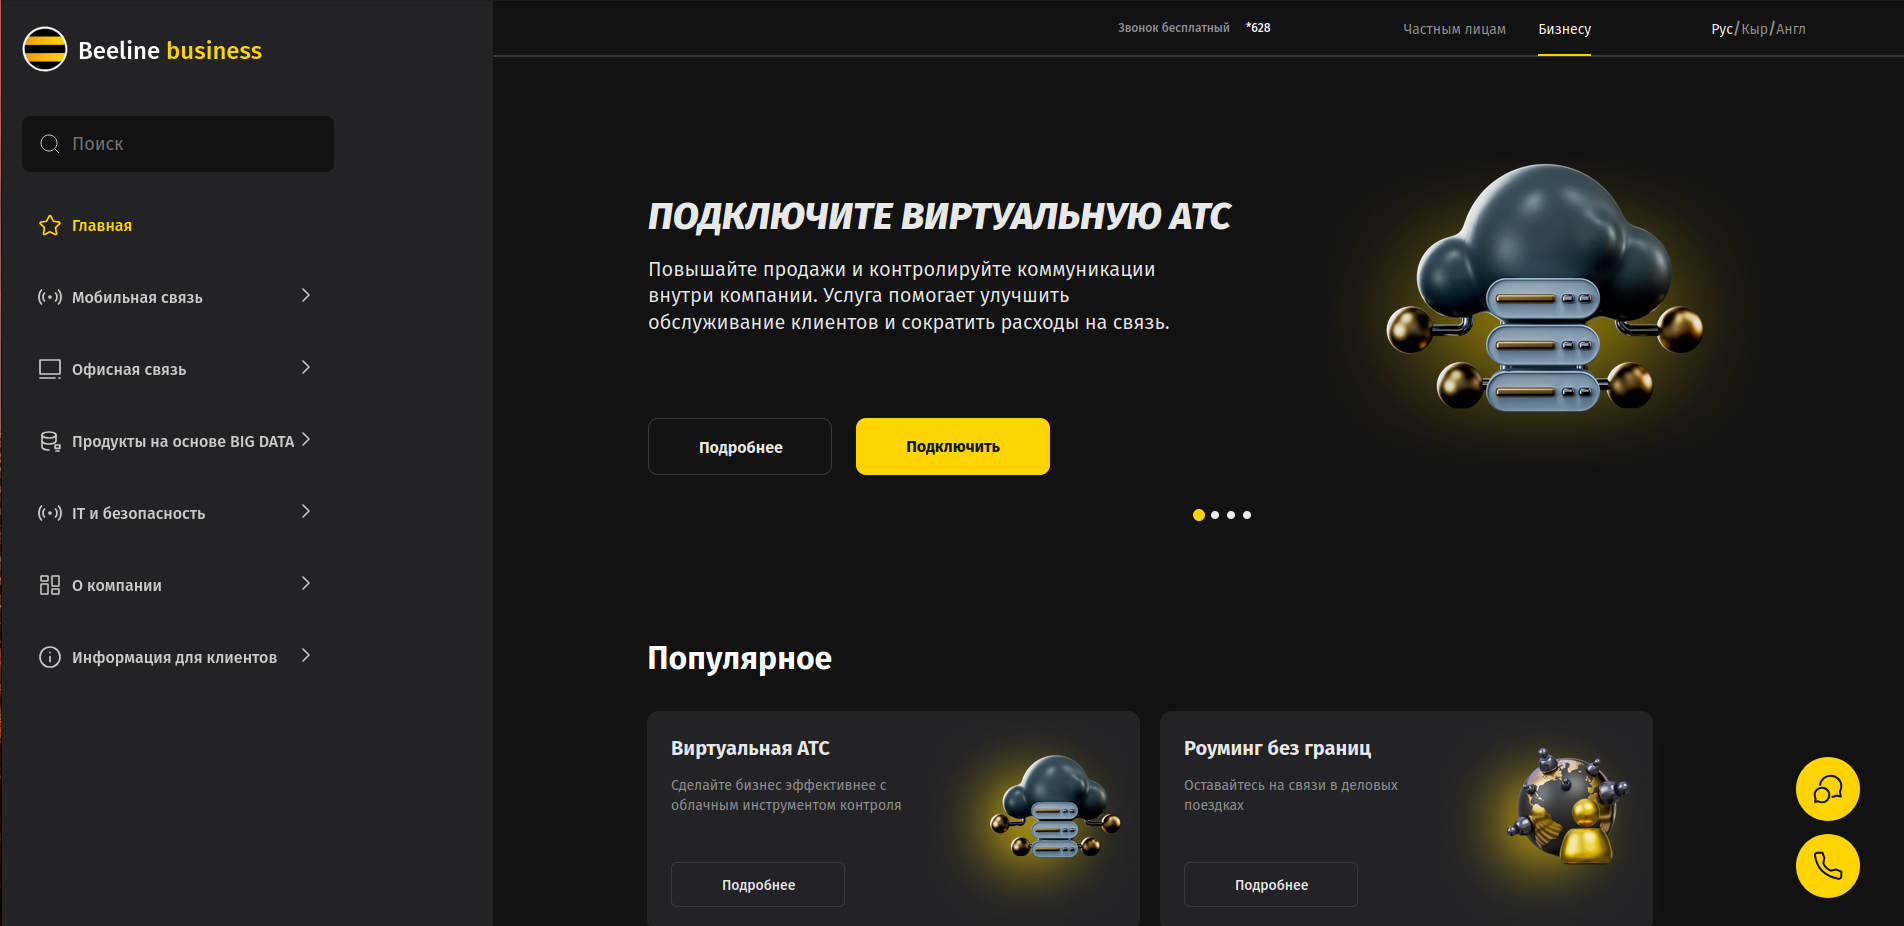 Beeline business
Поиск
Главная
Мобильная связь
Офисная связь
Продукты на основе BIG DATA
IT и безопасность
О компании
Информация для клиентов
Звонок бесплатный *628
Частным лицам Бизнесу
Рус/Кыр/Англ
ПОДКЛЮЧИТЕ ВИРТУАЛЬНУЮ АТС
Повышайте продажи и контролируйте коммуникации
внутри компании. Услуга помогает улучшить
обслуживание клиентов и сократить расходы на связь.
Подробнее Подключить
Популярное
Виртуальная АТС
Сделайте бизнес эффективнее с
облачным инструментом контроля
Подробнее
Роуминг без границ
Оставайтесь на связи в деловых
поездках
Подробнее